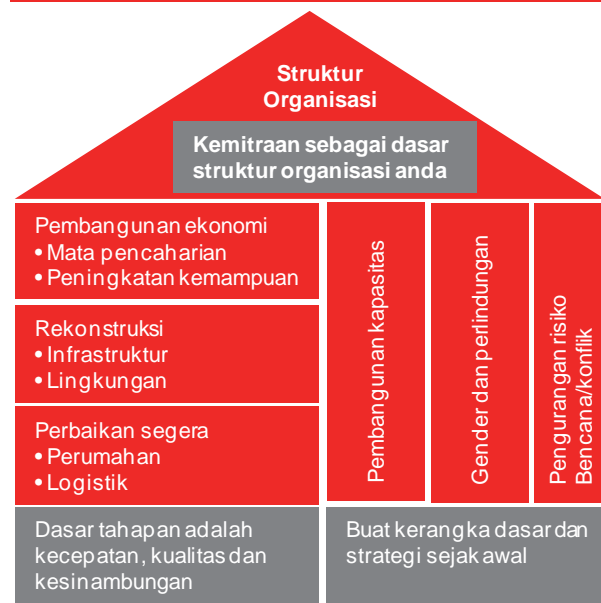 Struktur
Organisasi
Kemitraan sebagai dasar
struktur organisasi anda
Pembangunan ekonomi
• Mata pencaharian
• Peningkatan kemampuan
Rekonstruksi
• Infrastruktur
• Lingkungan
Perbaikan segera
• Perumahan
• Logistik
Dasar tahapan adalah
kecepatan, kualitas dan
kesinambungan
Pembangunan kapasitas
Gender dan perlindungan
Pengurangan risiko
Bencana/konflik
Buat kerangka dasar dan
strategi sejak awal